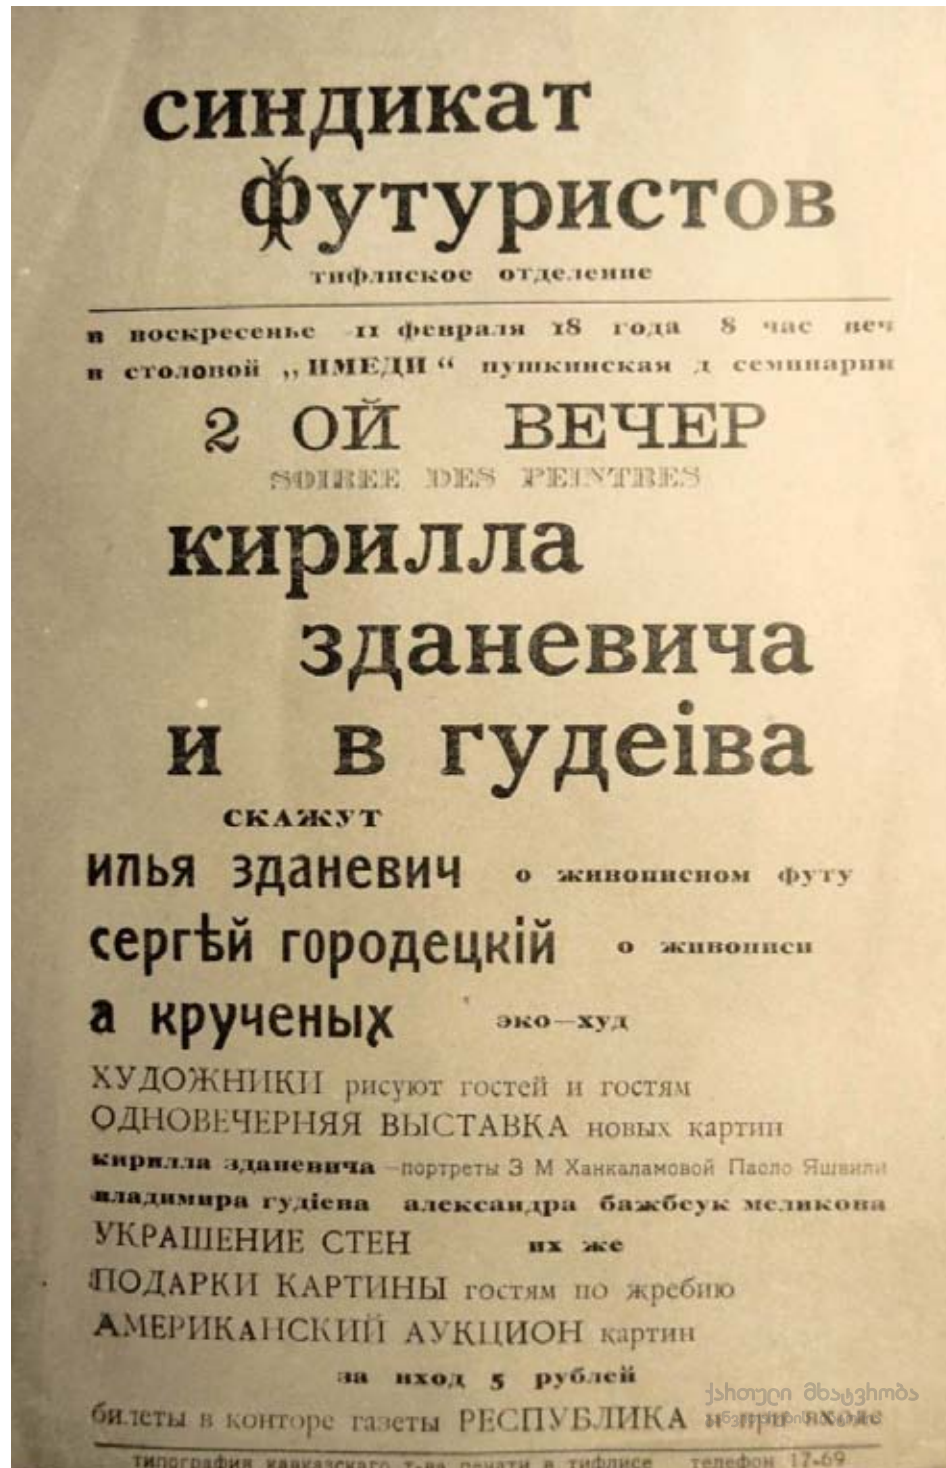 синдикат
футуристов
тифлиское отделение
в воскресенье 11 февраля 18 года 8 час веч
в столовой „ИМЕДИ“ пушкинская д семинарии
2 ОЙ ВЕЧЕР
SOIREE DES PEINTRES
кирилла
зданевича
и в гудеiва
СКАЖУТ
илья зданевич о живописном футу
сергѣй городецкiй о живописи
а крученых эко—худ
ХУДОЖНИКИ рисуют гостей и гостям
ОДНОВЕЧЕРНЯЯ ВЫСТАВКА новых картин
кирилла зданевича —портреты З М Ханкаламовой Паоло Яшвили
владимира гудiева александра бажбеук меликова
УКРАШЕНИЕ СТЕН их же
ПОДАРКИ КАРТИНЫ гостям по жребию
АМЕРИКАНСКИЙ АУКЦИОН картин
за вход 5 рублей
ქართული მხატვრობა
билеты в конторе газеты РЕСПУБЛИКА и при входе
типография кавказского т-ва печати в тифлисе телефон 17-69